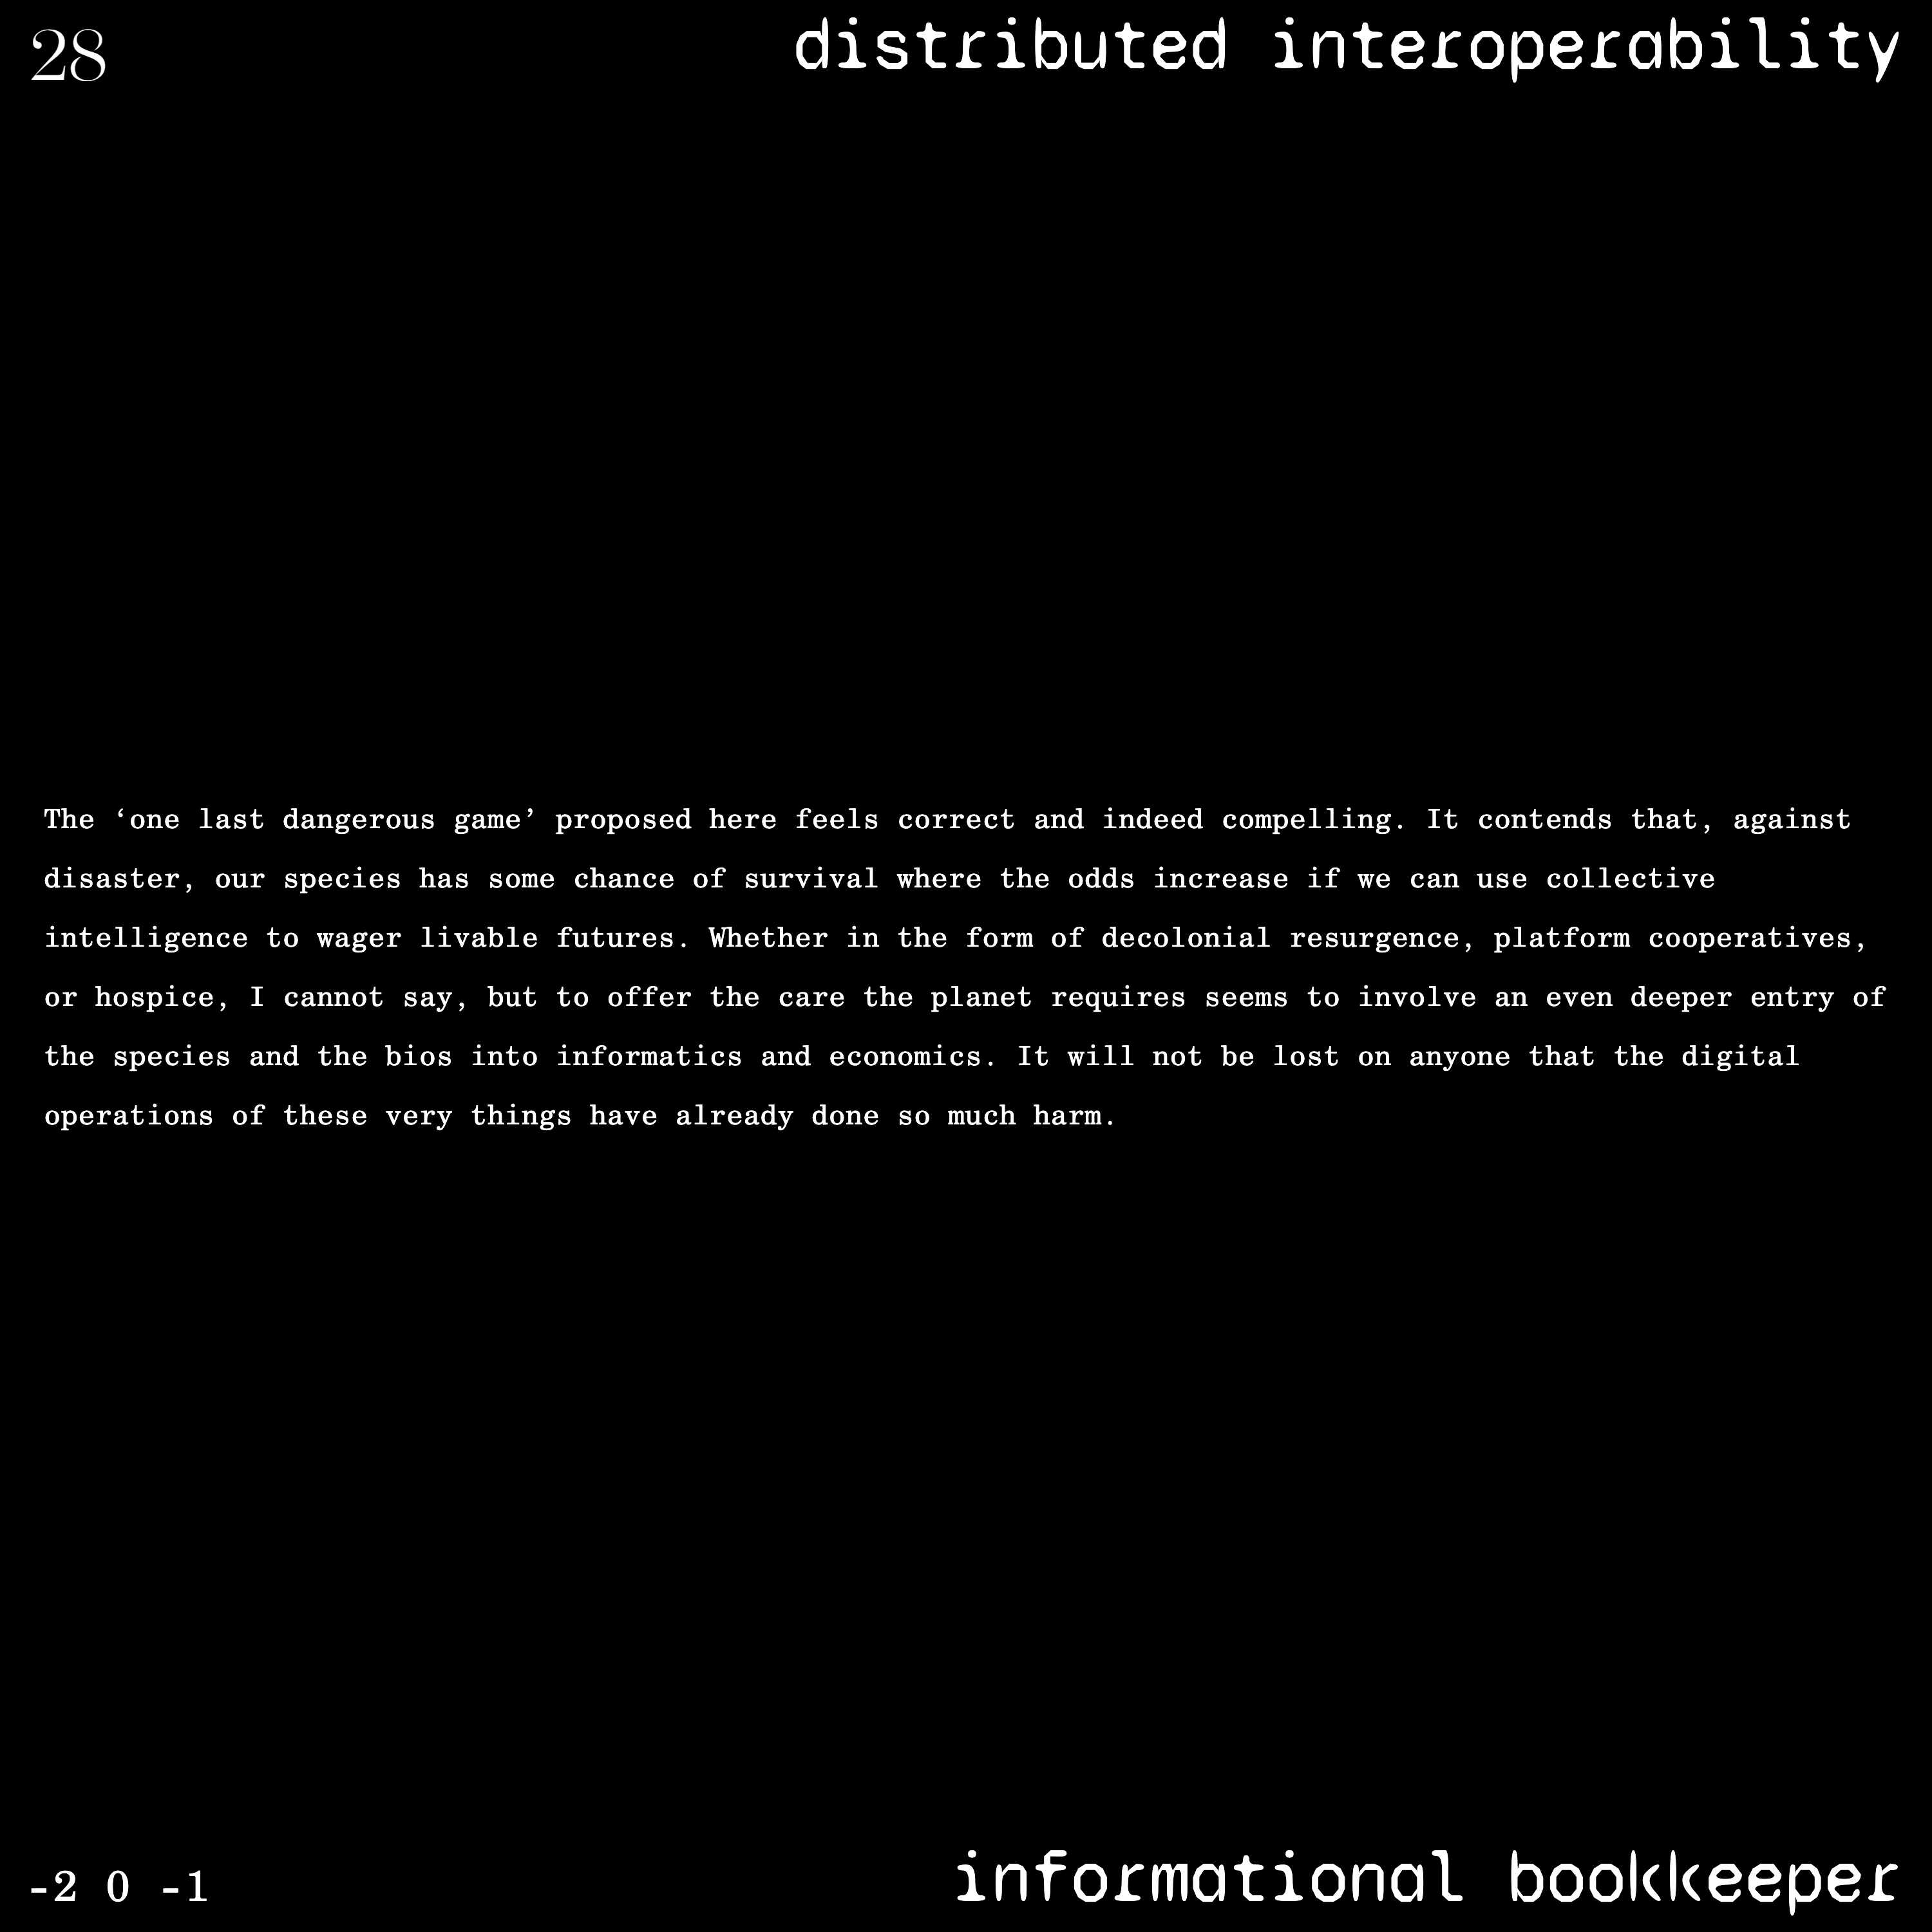 28
distributed interoperability
The ‘one last dangerous game’ proposed here feels correct and indeed compelling. It contends that, against
disaster, our species has some chance of survival where the odds increase if we can use collective
intelligence to wager livable futures. Whether in the form of decolonial resurgence, platform cooperatives,
or hospice, I cannot say, but to offer the care the planet requires seems to involve an even deeper entry of
the species and the bios into informatics and economics. It will not be lost on anyone that the digital
operations of these very things have already done so much harm.
-2 0 -1
informational bookkeeper